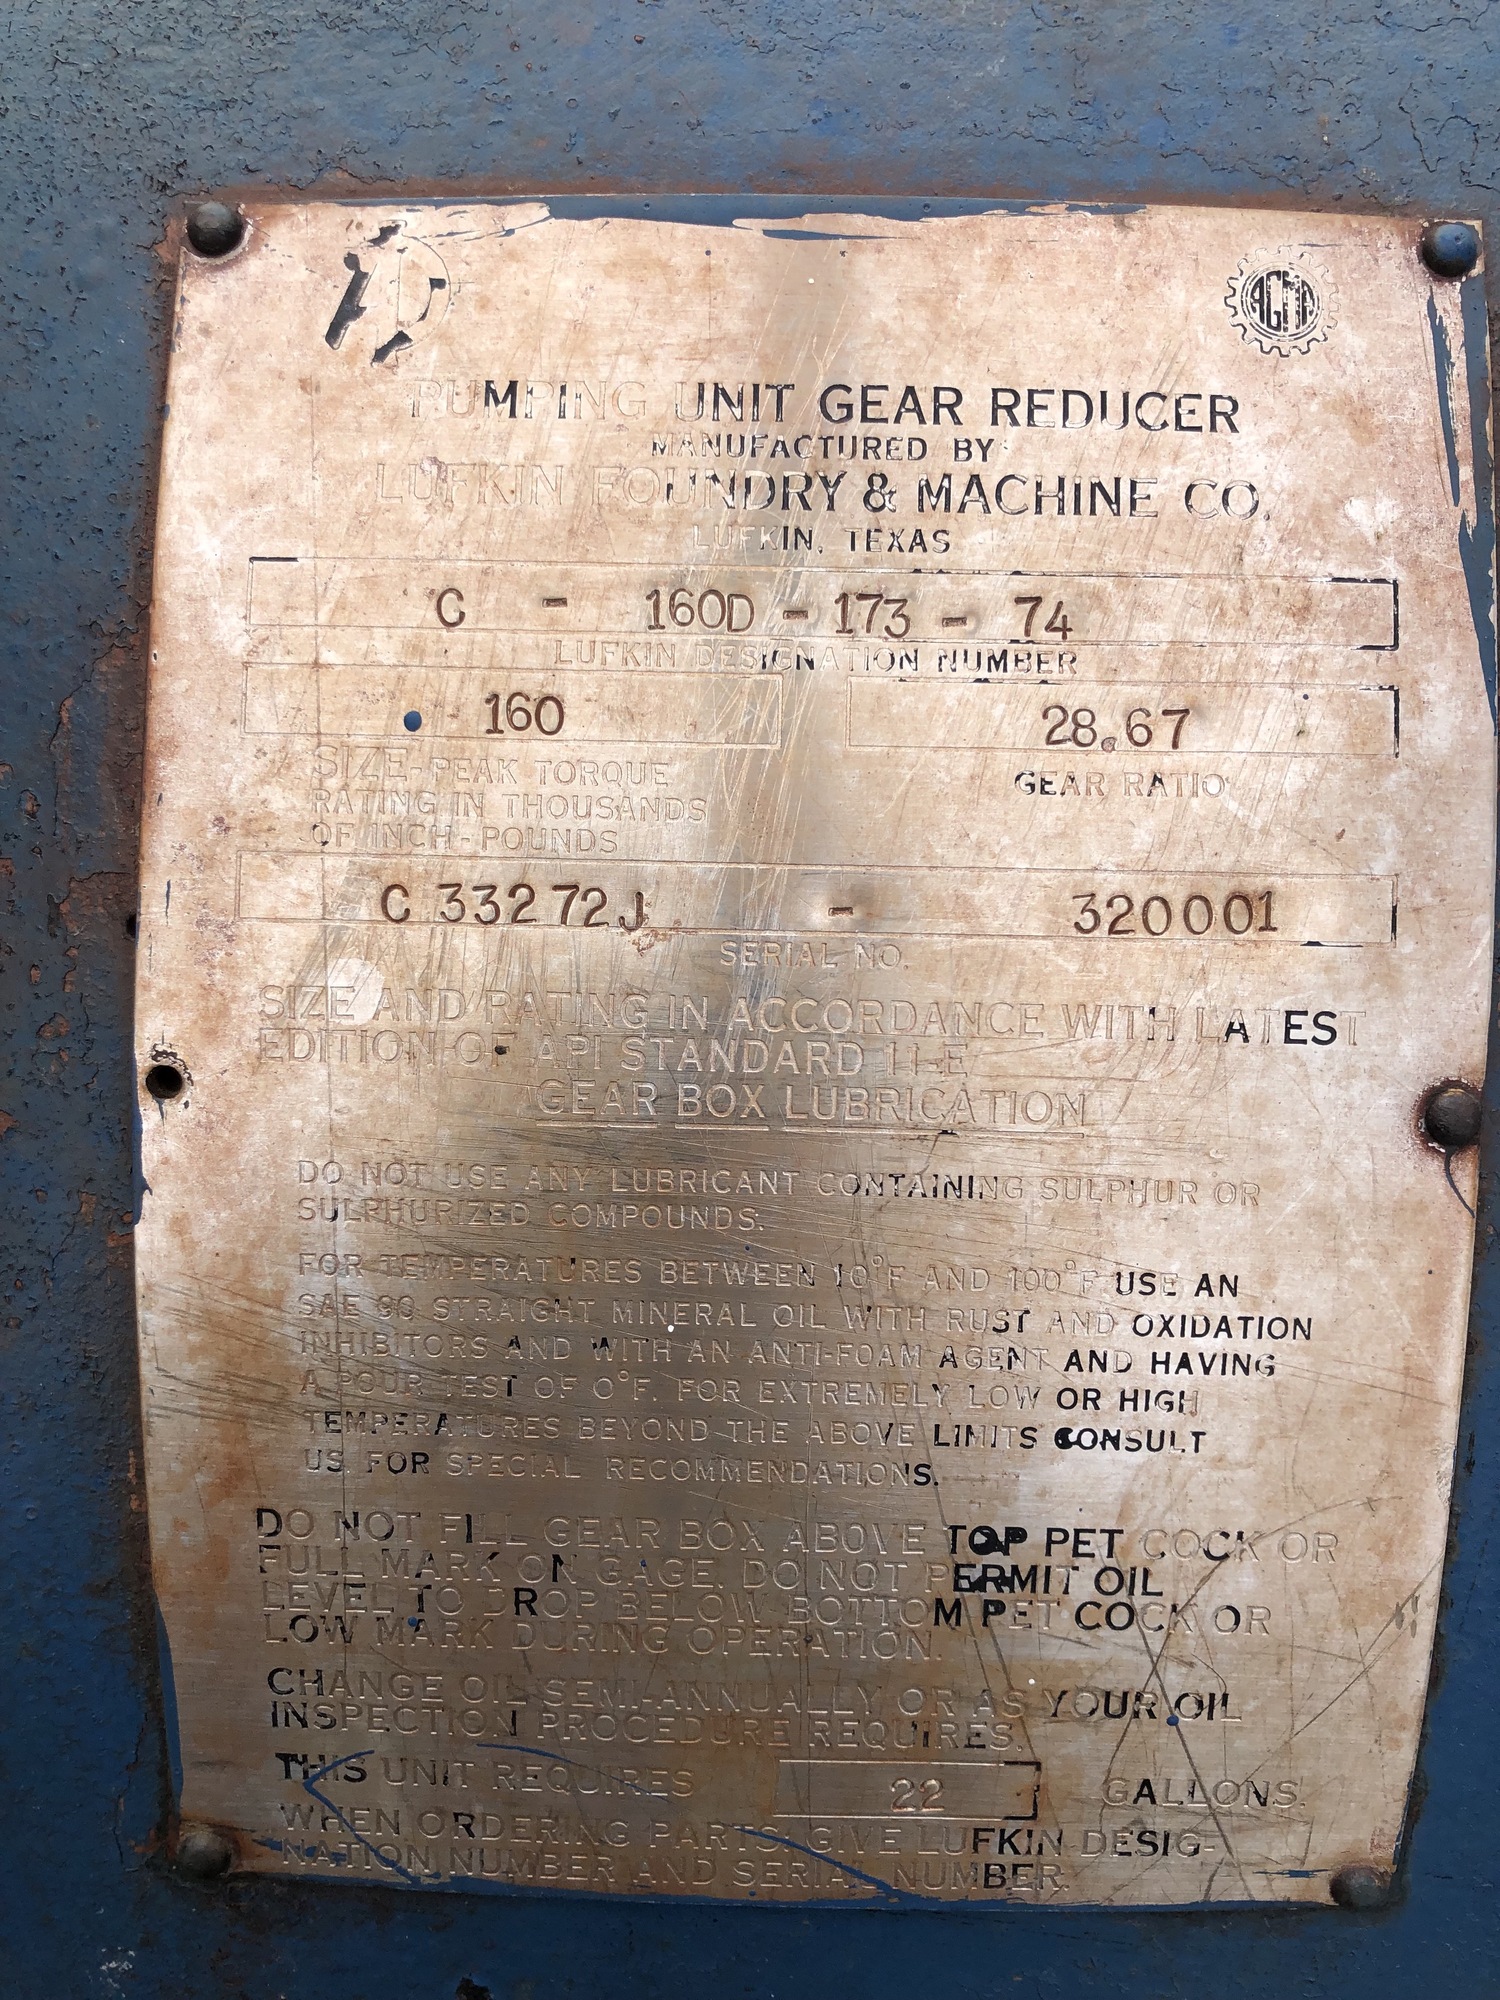 AGMA
PUMPING UNIT GEAR REDUCER
MANUFACTURED BY
LUFKIN FOUNDRY & MACHINE CO.
LUFKIN, TEXAS
C - 160D - 173 - 74
LUFKIN DESIGNATION NUMBER
160 28.67
SIZE-PEAK TORQUE
RATING IN THOUSANDS
OF INCH-POUNDS
GEAR RATIO
C 33272J - 320001
SERIAL NO.
SIZE AND RATING IN ACCORDANCE WITH LATEST
EDITION OF API STANDARD 11-E
GEAR BOX LUBRICATION
DO NOT USE ANY LUBRICANT CONTAINING SULPHUR OR
SULPHURIZED COMPOUNDS.
FOR TEMPERATURES BETWEEN 10°F AND 100°F USE AN
SAE 90 STRAIGHT MINERAL OIL WITH RUST AND OXIDATION
INHIBITORS AND WITH AN ANTI-FOAM AGENT AND HAVING
A POUR TEST OF 0°F. FOR EXTREMELY LOW OR HIGH
TEMPERATURES BEYOND THE ABOVE LIMITS CONSULT
US FOR SPECIAL RECOMMENDATIONS.
DO NOT FILL GEAR BOX ABOVE TOP PET COCK OR
FULL MARK ON GAGE. DO NOT PERMIT OIL
LEVEL TO DROP BELOW BOTTOM PET COCK OR
LOW MARK DURING OPERATION.
CHANGE OIL SEMI-ANNUALLY OR AS YOUR OIL
INSPECTION PROCEDURE REQUIRES.
THIS UNIT REQUIRES 22 GALLONS.
WHEN ORDERING PARTS, GIVE LUFKIN DESIG-
NATION NUMBER AND SERIAL NUMBER.